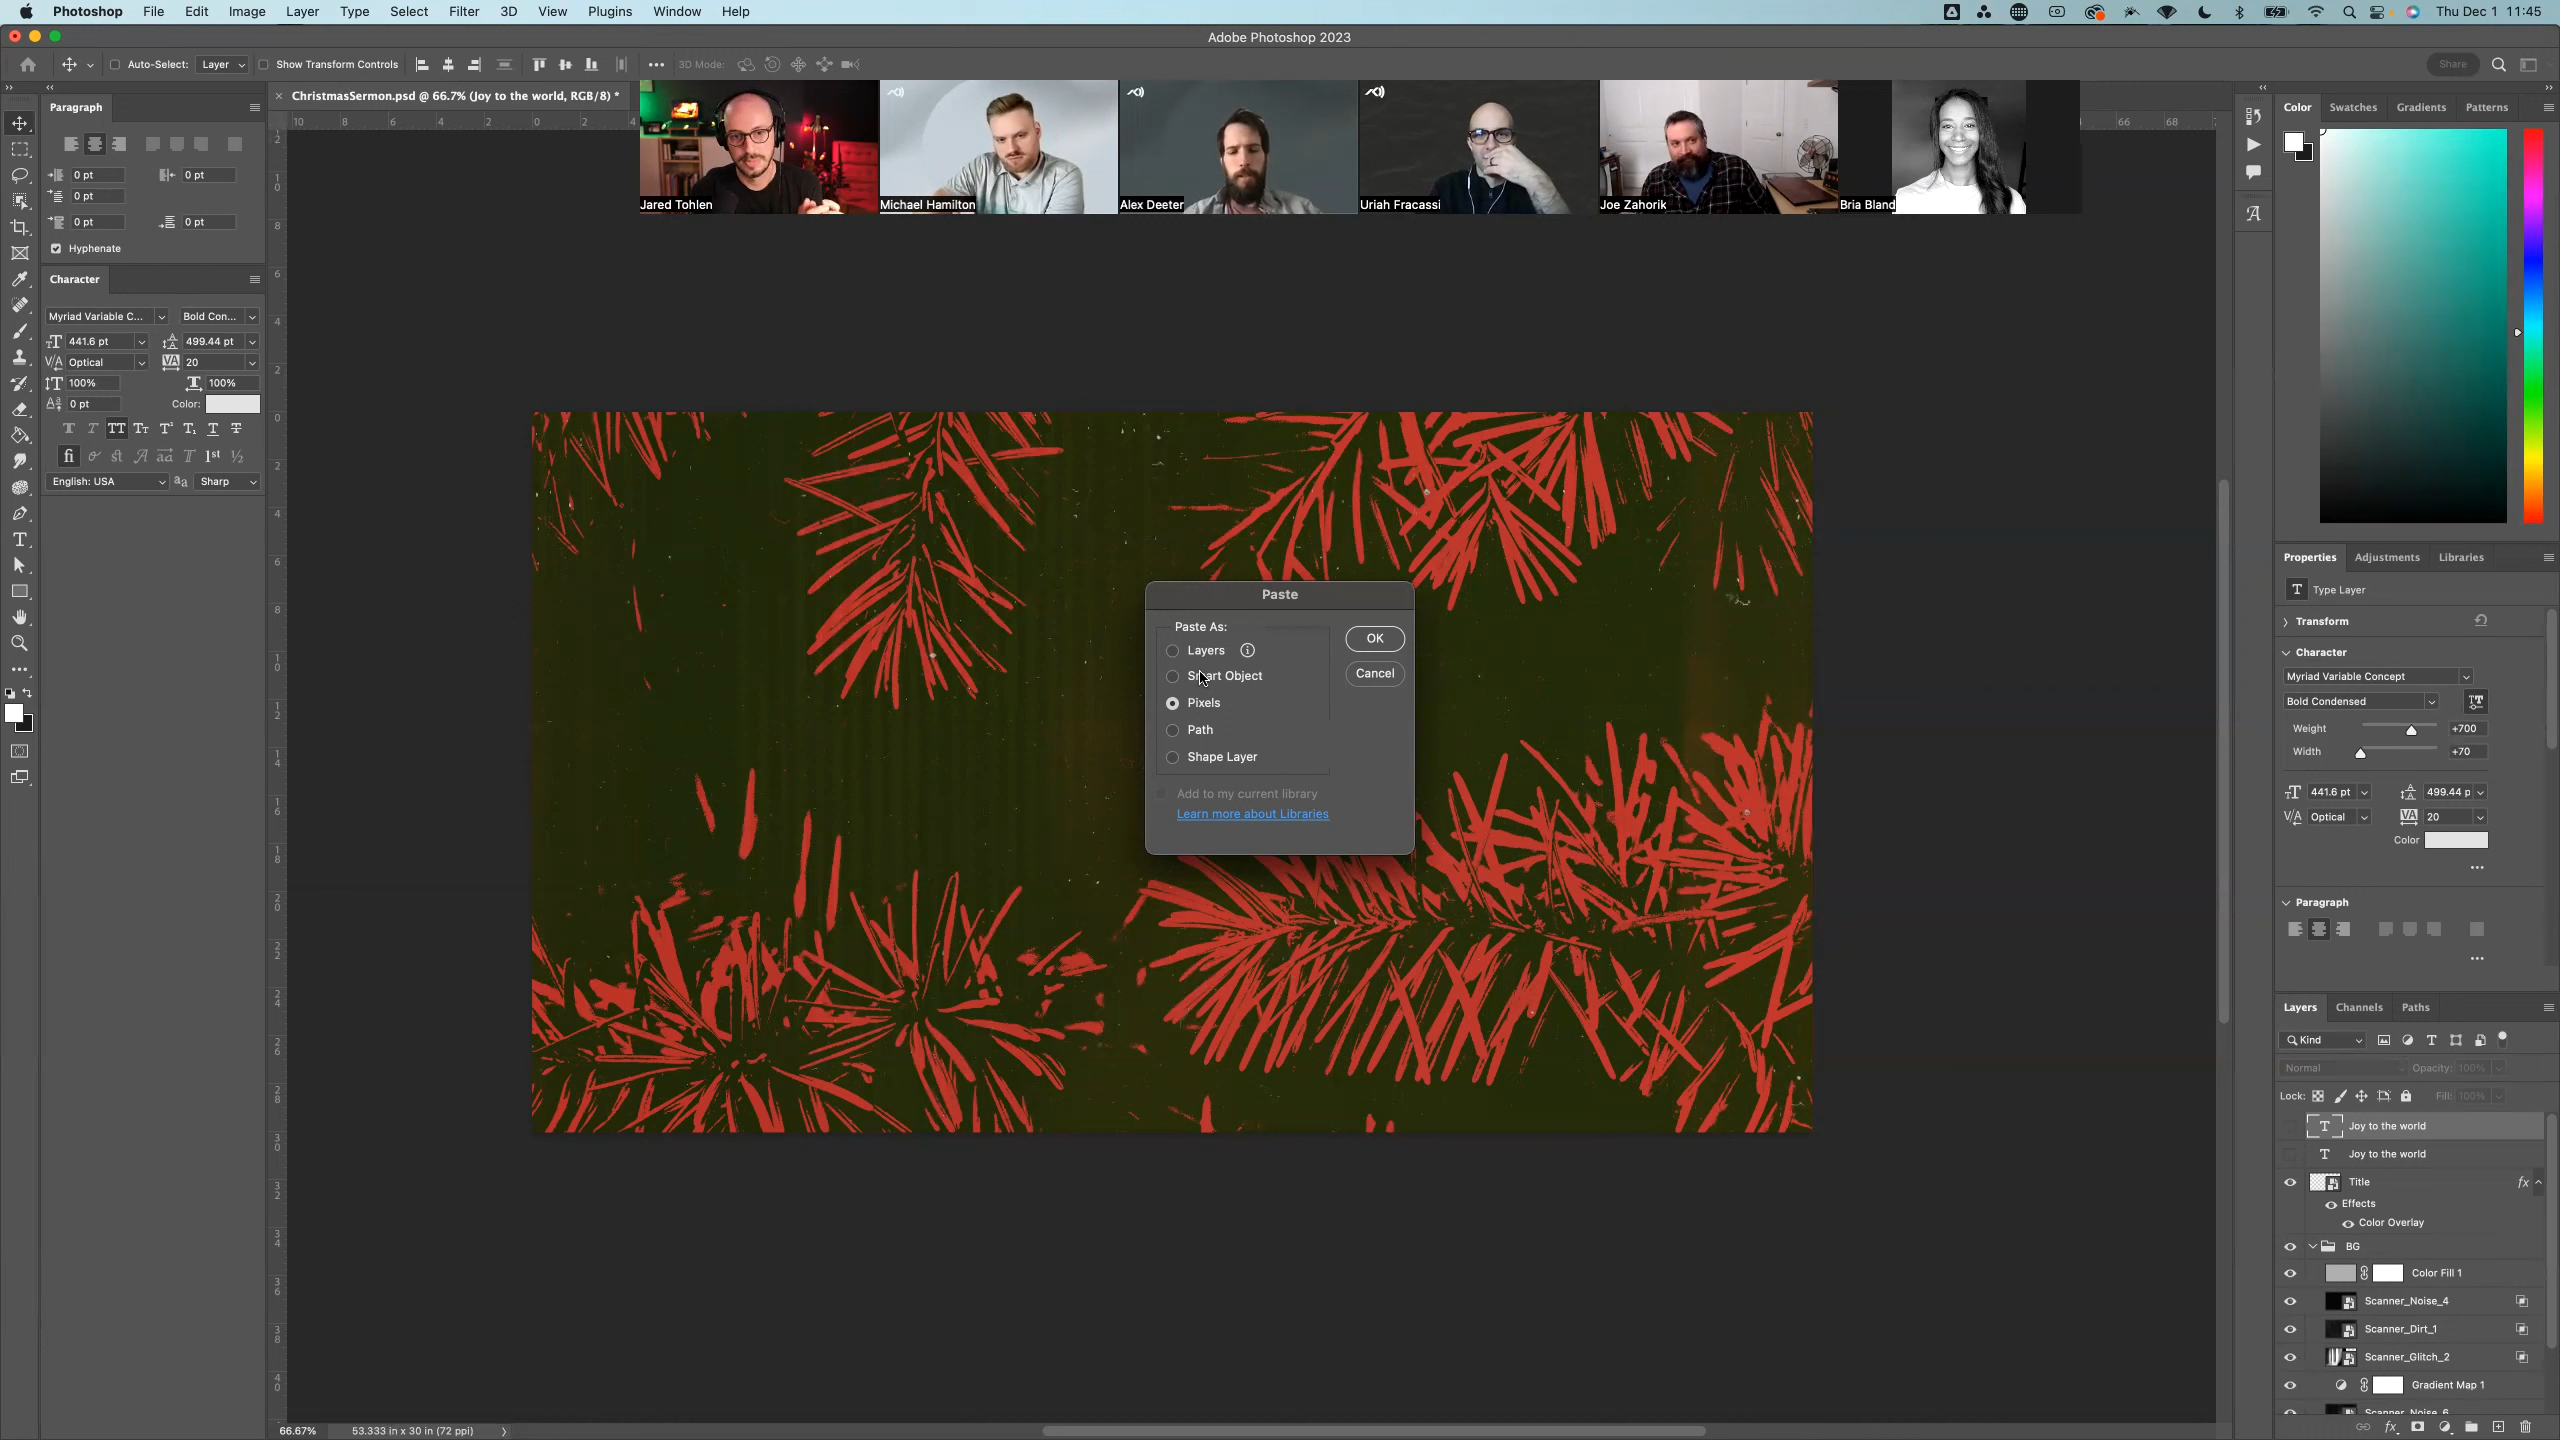 Photoshop File Edit Image Layer Type Select Filter 3D View Plugins Window Help
Thu Dec 1 11:45
Adobe Photoshop 2023
Auto-Select: Layer
Show Transform Controls
3D Mode:
Share
ChristmasSermon.psd @ 66.7% (Joy to the world, RGB/8) *
Jared Tohlen
Michael Hamilton
Alex Deeter
Uriah Fracassi
Joe Zahorik
Bria Bland
Paragraph
0 pt 0 pt
0 pt
0 pt 0 pt
Hyphenate
Character
Myriad Variable C... Bold Con...
441.6 pt 499.44 pt
Optical 20
100% 100%
0 pt Color:
English: USA Sharp
Paste
Paste As:
Layers
Smart Object
Pixels
Path
Shape Layer
OK
Cancel
Add to my current library
Learn more about Libraries
Color Swatches Gradients Patterns
Properties Adjustments Libraries
Type Layer
Transform
Character
Myriad Variable Concept
Bold Condensed
Weight +700
Width +70
441.6 pt 499.44 p
Optical 20
Color
Paragraph
Layers Channels Paths
Kind
Normal Opacity: 100%
Lock: Fill: 100%
Joy to the world
Joy to the world
Title fx
Effects
Color Overlay
BG
Color Fill 1
Scanner_Noise_4
Scanner_Dirt_1
Scanner_Glitch_2
Gradient Map 1
Scanner_Noise_6
66.67% 53.333 in x 30 in (72 ppi)